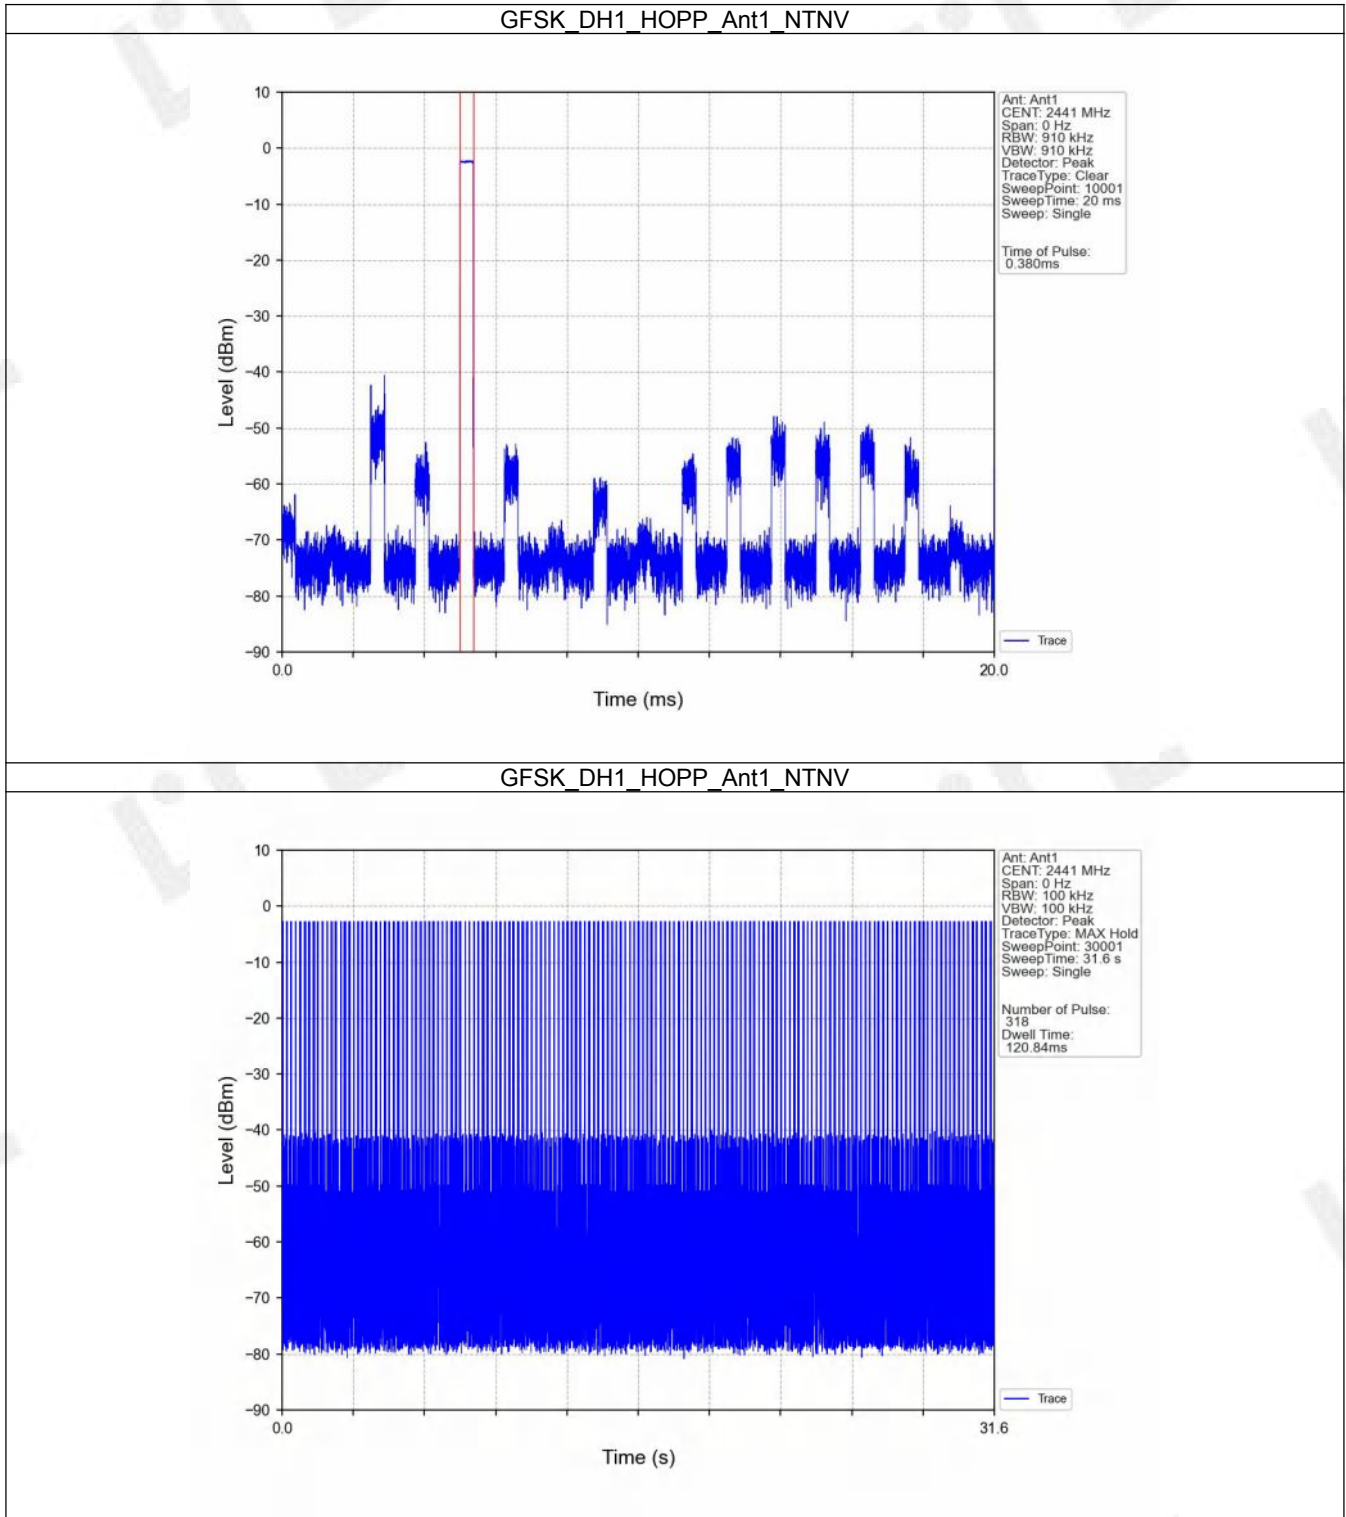 GFSK_DH1_HOPP_Ant1_NTNV
10
0
−10
−20
−30
−40
−50
−60
−70
−80
−90
Level (dBm)
0.0
20.0
Time (ms)
Ant: Ant1
CENT: 2441 MHz
Span: 0 Hz
RBW: 910 kHz
VBW: 910 kHz
Detector: Peak
TraceType: Clear
SweepPoint: 10001
SweepTime: 20 ms
Sweep: Single
Time of Pulse:
0.380ms
Trace
GFSK_DH1_HOPP_Ant1_NTNV
10
0
−10
−20
−30
−40
−50
−60
−70
−80
−90
Level (dBm)
0.0
31.6
Time (s)
Ant: Ant1
CENT: 2441 MHz
Span: 0 Hz
RBW: 100 kHz
VBW: 100 kHz
Detector: Peak
TraceType: MAX Hold
SweepPoint: 30001
SweepTime: 31.6 s
Sweep: Single
Number of Pulse:
318
Dwell Time:
120.84ms
Trace